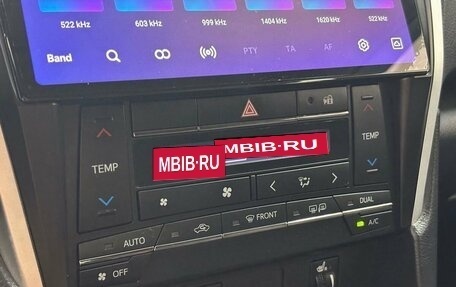 522 kHz 603 kHz 999 kHz 1404 kHz 1620 kHz 522 kHz
Band PTY TA AF
TEMP TEMP
MBIB-RU
MBIB-RU
AUTO FRONT DUAL
A/C
OFF